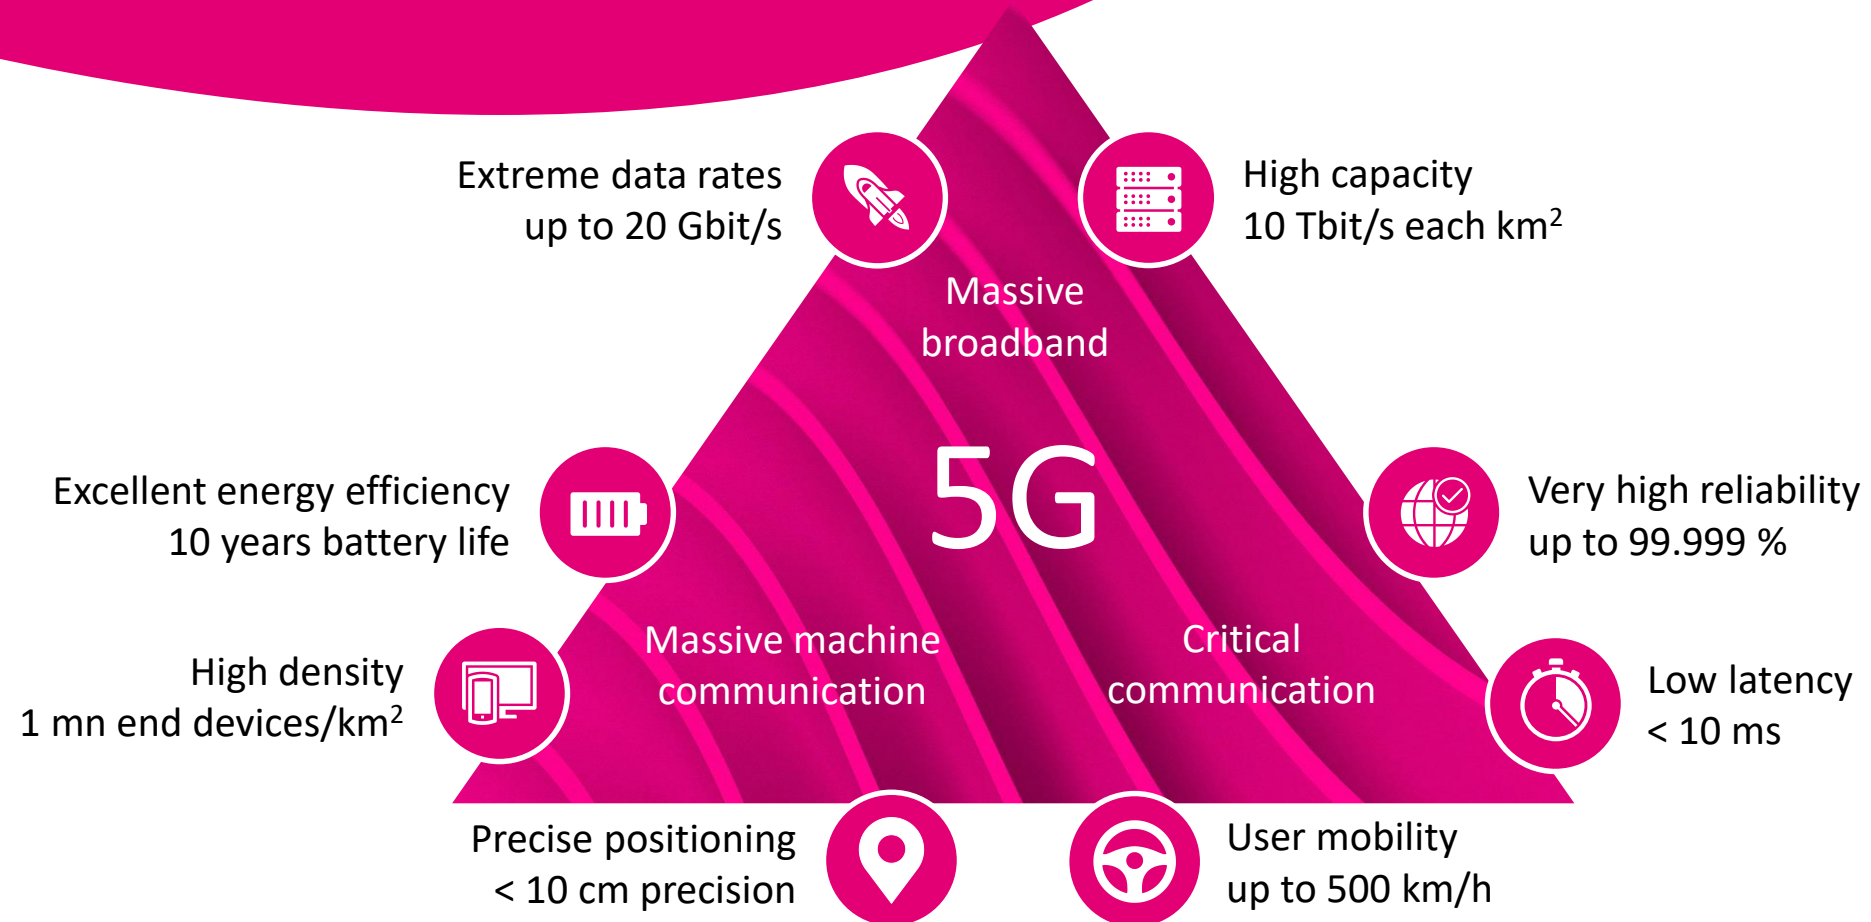 Extreme data rates
up to 20 Gbit/s
High capacity
10 Tbit/s each km²
Massive
broadband
5G
Excellent energy efficiency
10 years battery life
Very high reliability
up to 99.999 %
Massive machine
communication
Critical
communication
High density
1 mn end devices/km²
Low latency
< 10 ms
Precise positioning
< 10 cm precision
User mobility
up to 500 km/h